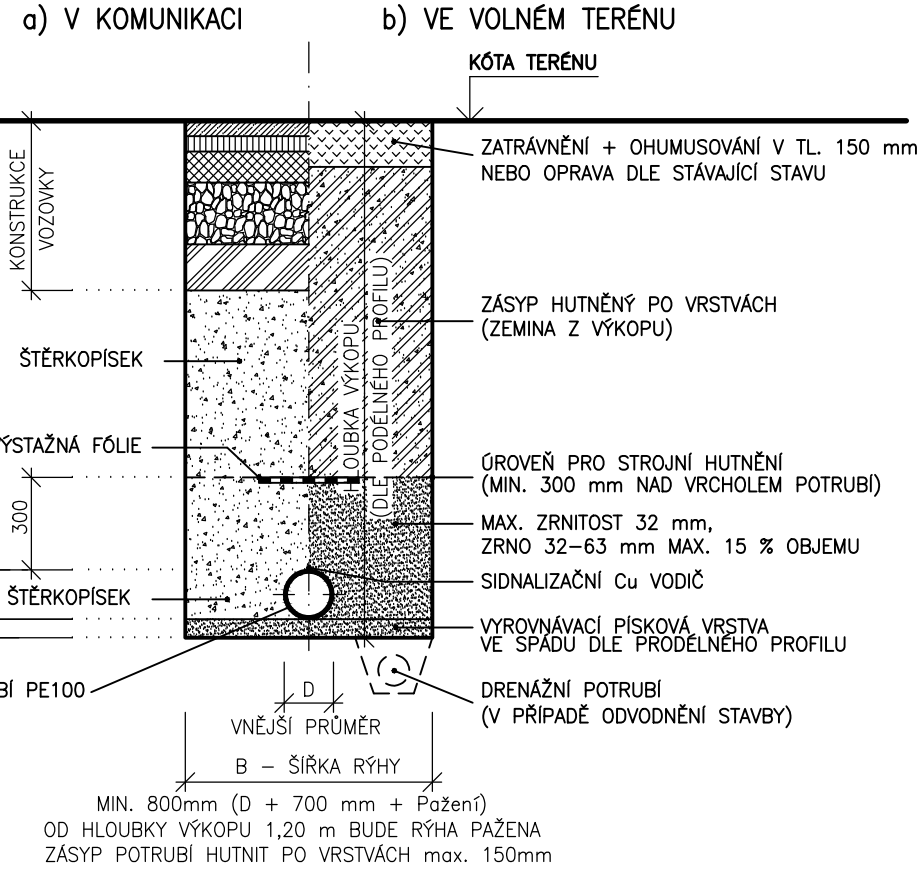 a) V KOMUNIKACI
b) VE VOLNÉM TERÉNU
KÓTA TERÉNU
ZATRÁVNĚNÍ + OHUMUSOVÁNÍ V TL. 150 mm
NEBO OPRAVA DLE STÁVAJÍCÍ STAVU
KONSTRUKCE
VOZOVKY
ZÁSYP HUTNĚNÝ PO VRSTVÁCH
(ZEMINA Z VÝKOPU)
HLOUBKA VÝKOPU
(DLE PODÉLNÉHO PROFILU)
ŠTĚRKOPÍSEK
ÝSTAŽNÁ FÓLIE
ÚROVEŇ PRO STROJNÍ HUTNĚNÍ
(MIN. 300 mm NAD VRCHOLEM POTRUBÍ)
300
MAX. ZRNITOST 32 mm,
ZRNO 32-63 mm MAX. 15 % OBJEMU
SIDNALIZAČNÍ Cu VODIČ
ŠTĚRKOPÍSEK
VYROVNÁVACÍ PÍSKOVÁ VRSTVA
VE SPÁDU DLE PRODÉLNÉHO PROFILU
BÍ PE100
D
DRENÁŽNÍ POTRUBÍ
(V PŘÍPADĚ ODVODNĚNÍ STAVBY)
VNĚJŠÍ PRŮMĚR
B - ŠÍŘKA RÝHY
MIN. 800mm (D + 700 mm + Pažení)
OD HLOUBKY VÝKOPU 1,20 m BUDE RÝHA PAŽENA
ZÁSYP POTRUBÍ HUTNIT PO VRSTVÁCH max. 150mm